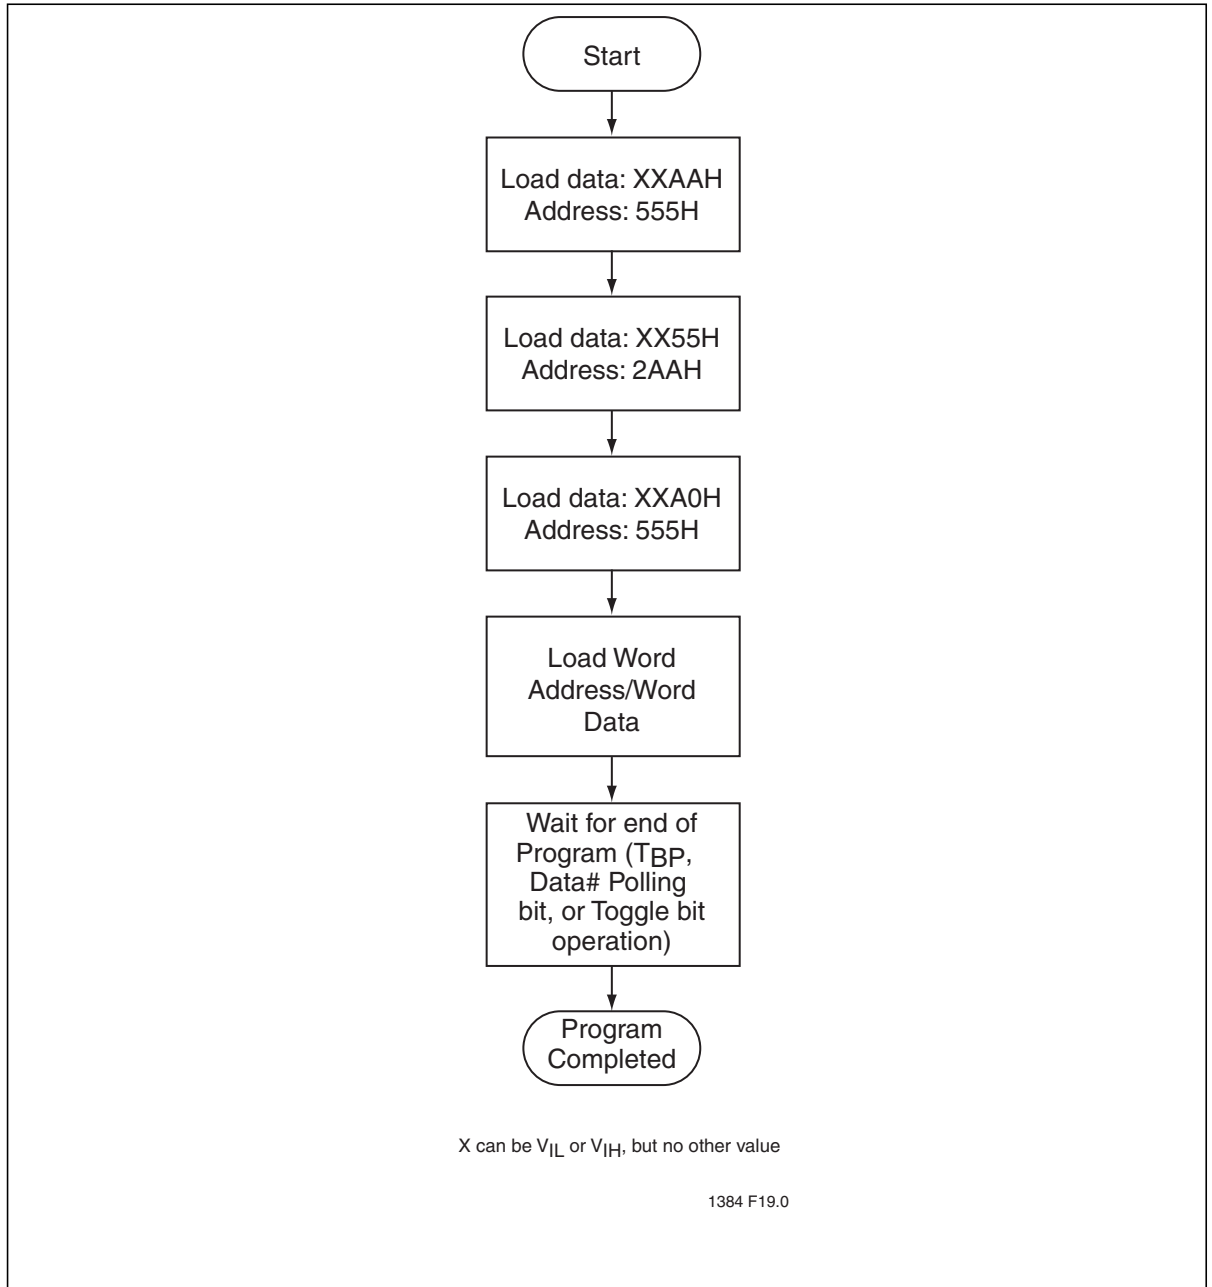 Start
Load data: XXAAH
Address: 555H
Load data: XX55H
Address: 2AAH
Load data: XXA0H
Address: 555H
Load Word
Address/Word
Data
Wait for end of
Program (TBP,
Data# Polling
bit, or Toggle bit
operation)
Program
Completed
X can be VIL or VIH, but no other value
1384 F19.0